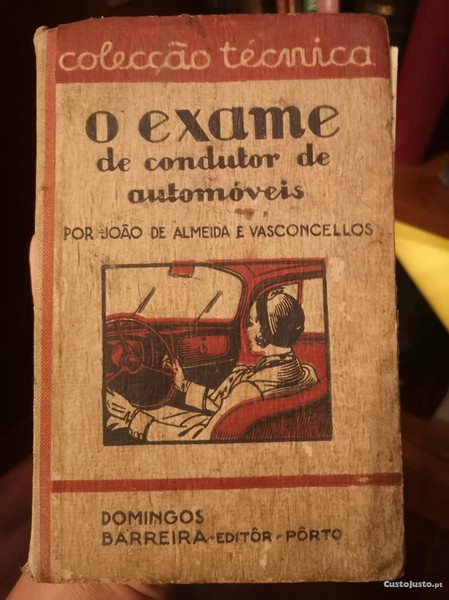 colecção técnica
o exame
de condutor de
automóveis
POR JOÃO DE ALMEIDA E VASCONCELLOS
DOMINGOS
BARREIRA-EDITÔR-PÔRTO
CustoJusto.pt